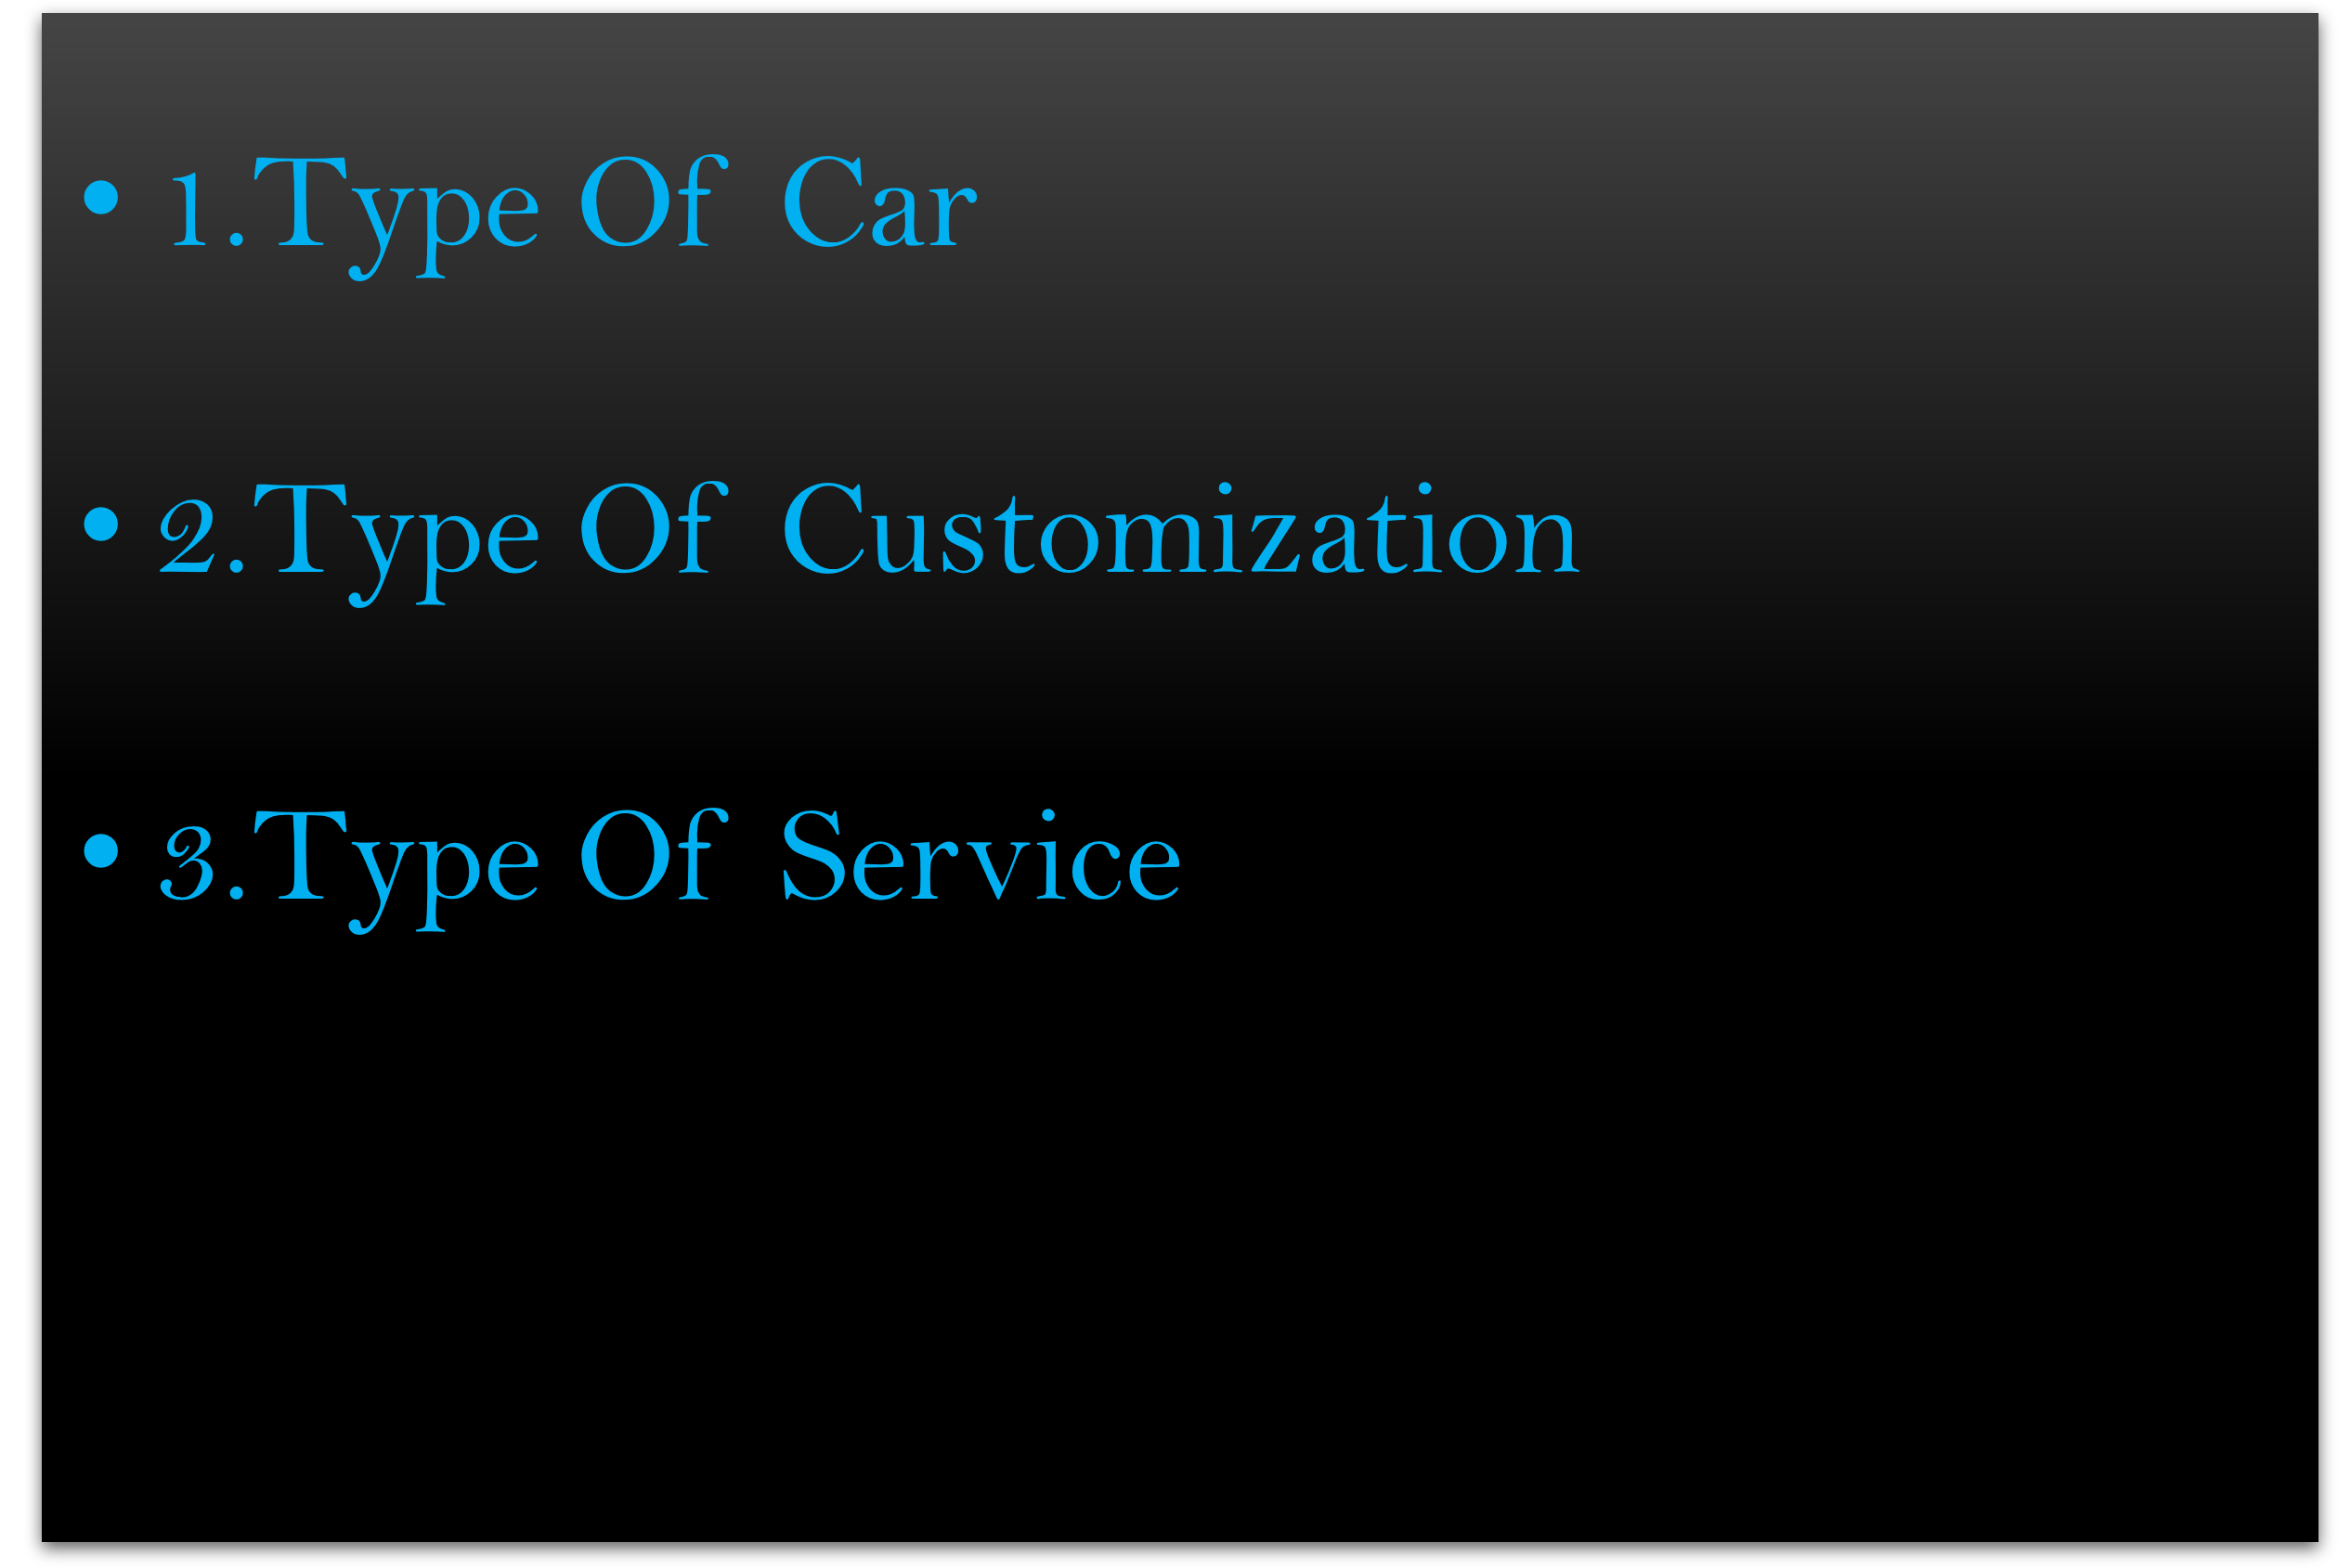 • 1.Type Of Car
• 2.Type Of Customization
• 3.Type Of Service